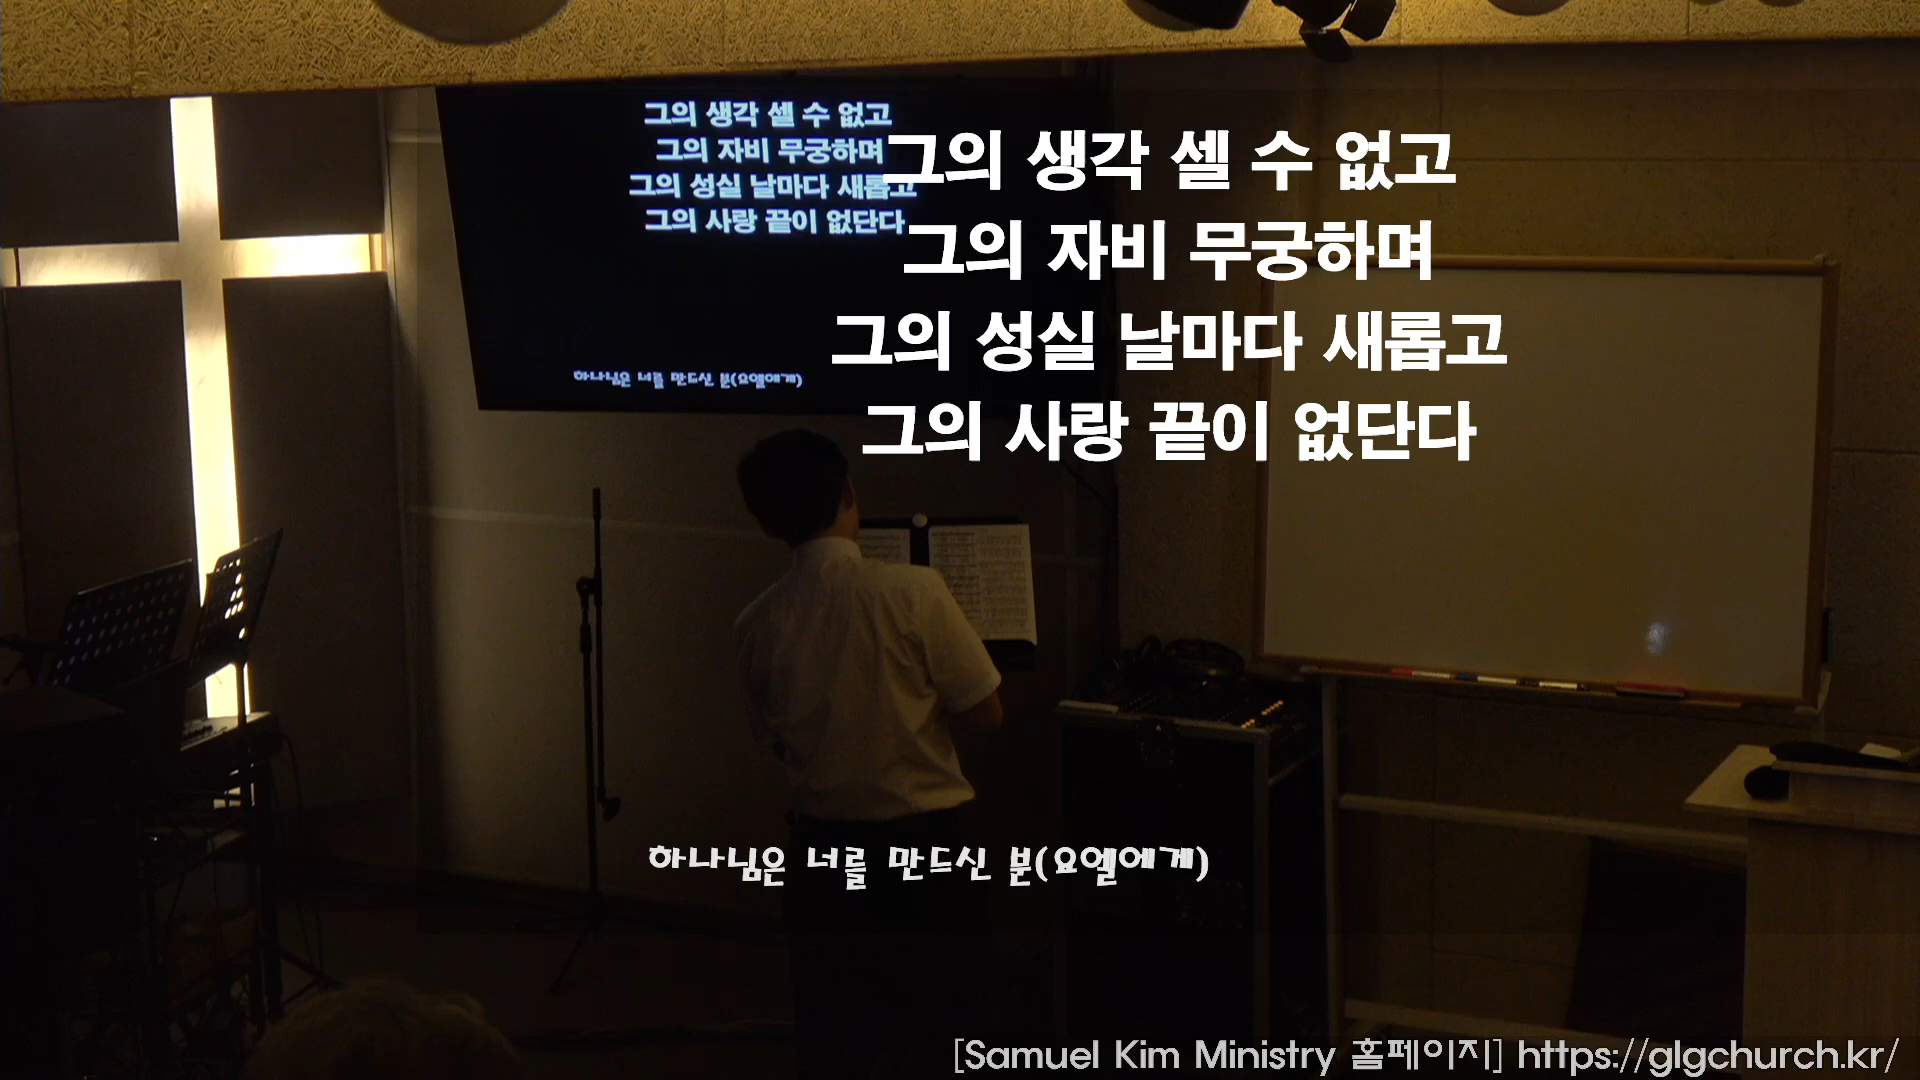 그의 생각 셀 수 없고
그의 자비 무궁하며
그의 성실 날마다 새롭고
그의 사랑 끝이 없단다
하나님은 너를 만드신 분(요엘에게)
그의 생각 셀 수 없고
그의 자비 무궁하며
그의 성실 날마다 새롭고
그의 사랑 끝이 없단다
하나님은 너를 만드신 분(요엘에게)
[Samuel Kim Ministry 홈페이지] https://glgchurch.kr/